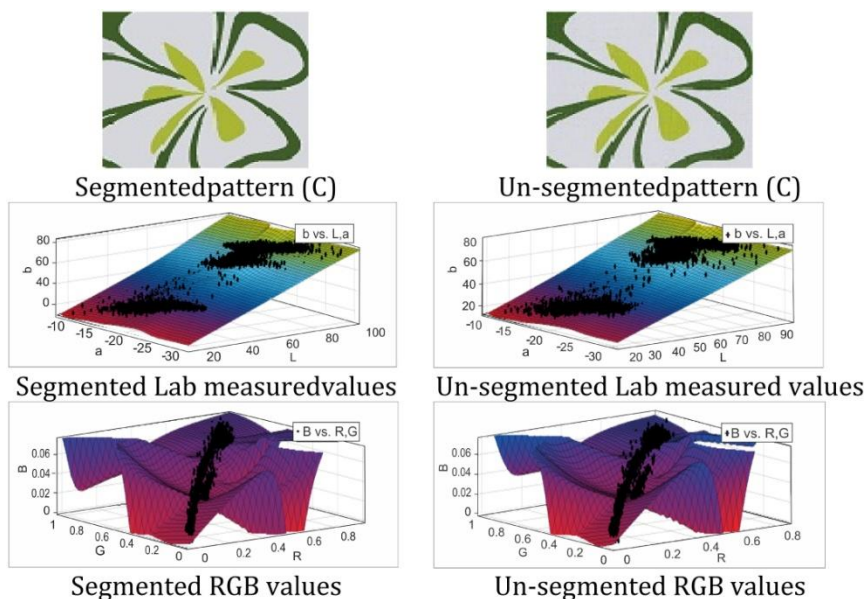 Segmentedpattern (C)
Un-segmentedpattern (C)
b vs. L,a
80
60
40
20
0
b
-10
-15
-20
-25
-30
a
20
40
60
80
100
L
b vs. L,a
80
60
40
20
b
-10
-15
-20
-25
-30
a
20
30
40
50
60
70
80
90
L
Segmented Lab measuredvalues
Un-segmented Lab measured values
B vs. R,G
0.06
0.04
0.02
0
B
1
0.8
0.6
0.4
0.2
0
G
0
0.2
0.4
0.6
0.8
R
B vs. R,G
0.06
0.04
0.02
0
B
1
0.8
0.6
0.4
0.2
0
G
0
0.2
0.4
0.6
0.8
R
Segmented RGB values
Un-segmented RGB values